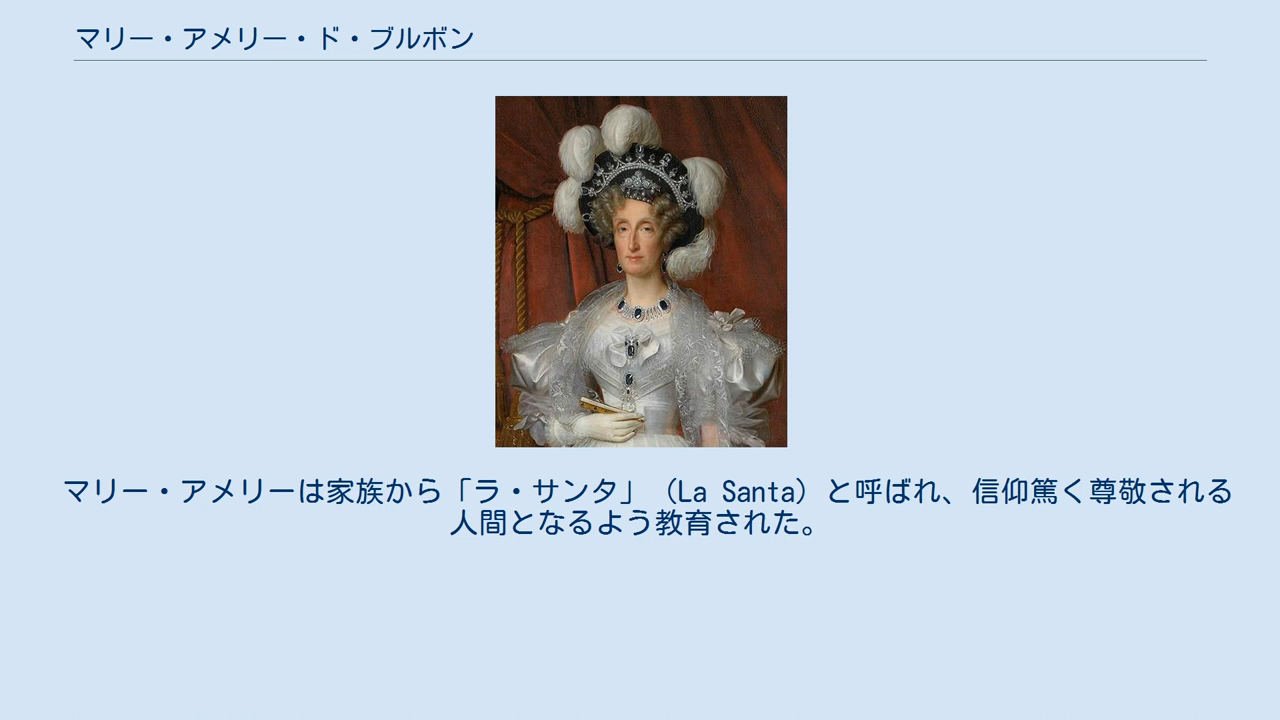 マリー・アメリー・ド・ブルボン
マリー・アメリーは家族から「ラ・サンタ」（La Santa）と呼ばれ、信仰篤く尊敬される
人間となるよう教育された。